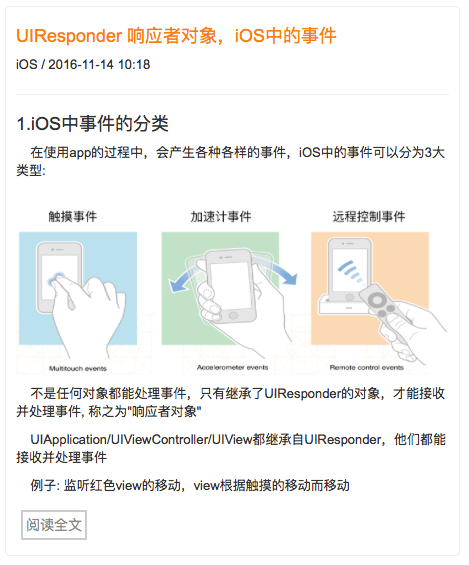 UIResponder 响应者对象，iOS中的事件
iOS / 2016-11-14 10:18
1.iOS中事件的分类
在使用app的过程中，会产生各种各样的事件，iOS中的事件可以分为3大
类型:
触摸事件 加速计事件 远程控制事件
Multitouch events Accelerometer events Remote control events
不是任何对象都能处理事件，只有继承了UIResponder的对象，才能接收
并处理事件, 称之为"响应者对象"
UIApplication/UIViewController/UIView都继承自UIResponder，他们都能
接收并处理事件
例子: 监听红色view的移动，view根据触摸的移动而移动
阅读全文